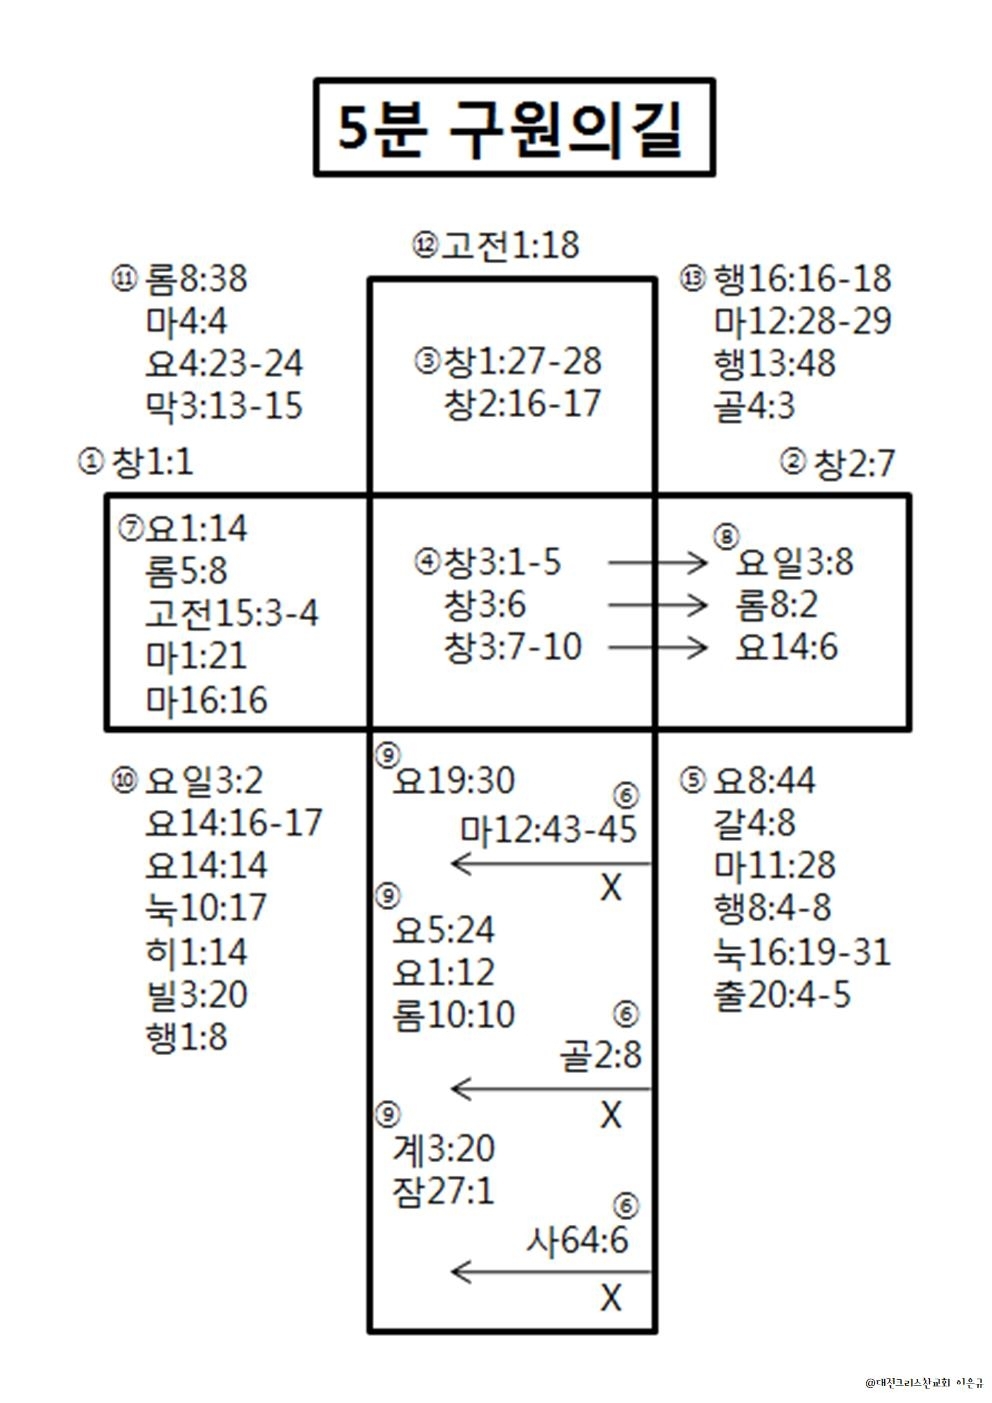 5분 구원의길
⑫고전1:18
⑪롬8:38
마4:4
요4:23-24
막3:13-15
③창1:27-28
창2:16-17
⑬행16:16-18
마12:28-29
행13:48
골4:3
①창1:1
②창2:7
⑦요1:14
롬5:8
고전15:3-4
마1:21
마16:16
④창3:1-5
창3:6
창3:7-10
⑧
요일3:8
롬8:2
요14:6
⑩요일3:2
요14:16-17
요14:14
눅10:17
히1:14
빌3:20
행1:8
⑨
요19:30
⑥
마12:43-45
X
⑨
요5:24
요1:12
롬10:10
⑥
골2:8
X
⑨
계3:20
잠27:1
⑥
사64:6
X
⑤요8:44
갈4:8
마11:28
행8:4-8
눅16:19-31
출20:4-5
@대전크리스찬교회 이은규